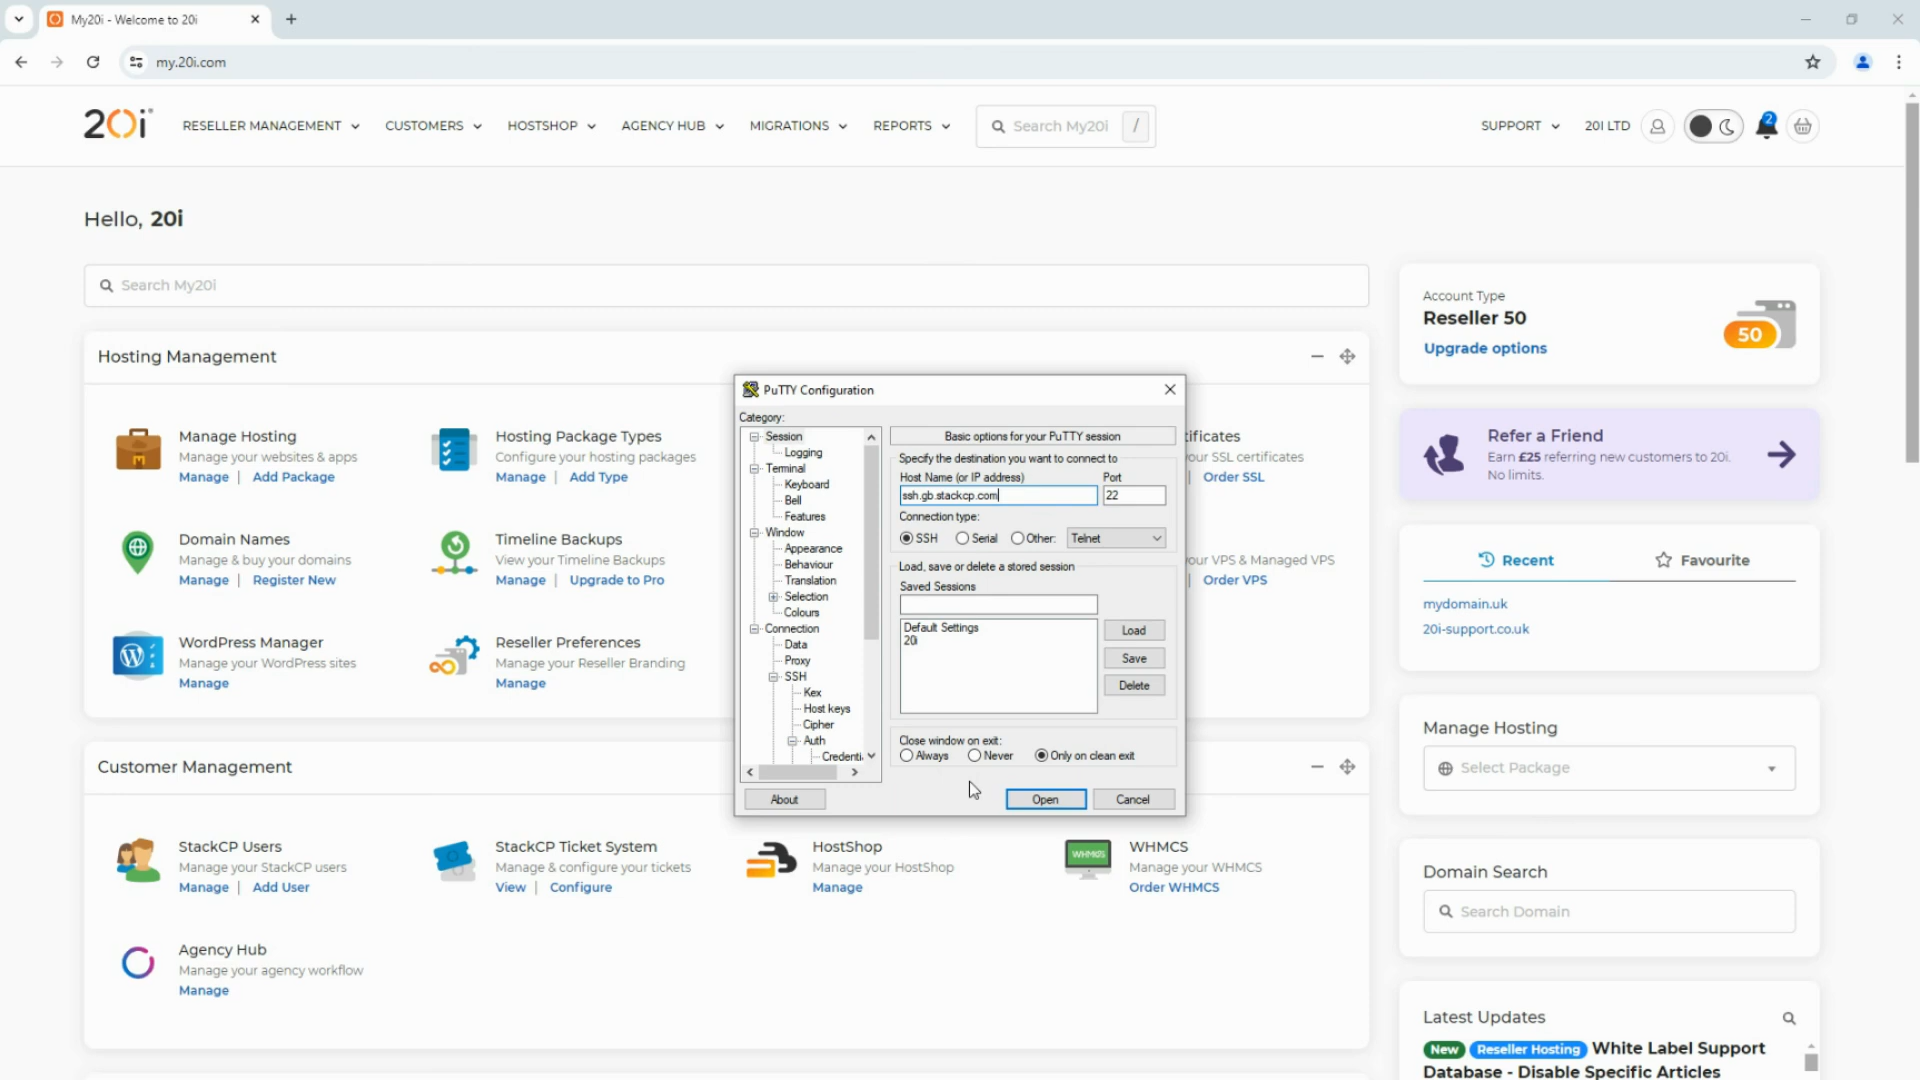 My20i - Welcome to 20i
my.20i.com
20i
RESELLER MANAGEMENT
CUSTOMERS
HOSTSHOP
AGENCY HUB
MIGRATIONS
REPORTS
Search My20i
/
SUPPORT
20I LTD
2
Hello, 20i
Search My20i
Hosting Management
Manage Hosting
Manage your websites & apps
Manage | Add Package
Hosting Package Types
Configure your hosting packages
Manage | Add Type
tificates
our SSL certificates
| Order SSL
Domain Names
Manage & buy your domains
Manage | Register New
Timeline Backups
View your Timeline Backups
Manage | Upgrade to Pro
our VPS & Managed VPS
| Order VPS
WordPress Manager
Manage your WordPress sites
Manage
Reseller Preferences
Manage your Reseller Branding
Manage
PuTTY Configuration
Category:
Session
Logging
Terminal
Keyboard
Bell
Features
Window
Appearance
Behaviour
Translation
Selection
Colours
Connection
Data
Proxy
SSH
Kex
Host keys
Cipher
Auth
Credenti
Basic options for your PuTTY session
Specify the destination you want to connect to
Host Name (or IP address)
Port
ssh.gb.stackcp.com
22
Connection type:
SSH
Serial
Other:
Telnet
Load, save or delete a stored session
Saved Sessions
Default Settings
20i
Load
Save
Delete
Close window on exit:
Always
Never
Only on clean exit
About
Open
Cancel
Customer Management
StackCP Users
Manage your StackCP users
Manage | Add User
StackCP Ticket System
Manage & configure your tickets
View | Configure
HostShop
Manage your HostShop
Manage
WHMCS
WHMCS
Manage your WHMCS
Order WHMCS
Agency Hub
Manage your agency workflow
Manage
Account Type
Reseller 50
Upgrade options
50
Refer a Friend
Earn £25 referring new customers to 20i.
No limits.
Recent
Favourite
mydomain.uk
20i-support.co.uk
Manage Hosting
Select Package
Domain Search
Search Domain
Latest Updates
New Reseller Hosting White Label Support
Database - Disable Specific Articles